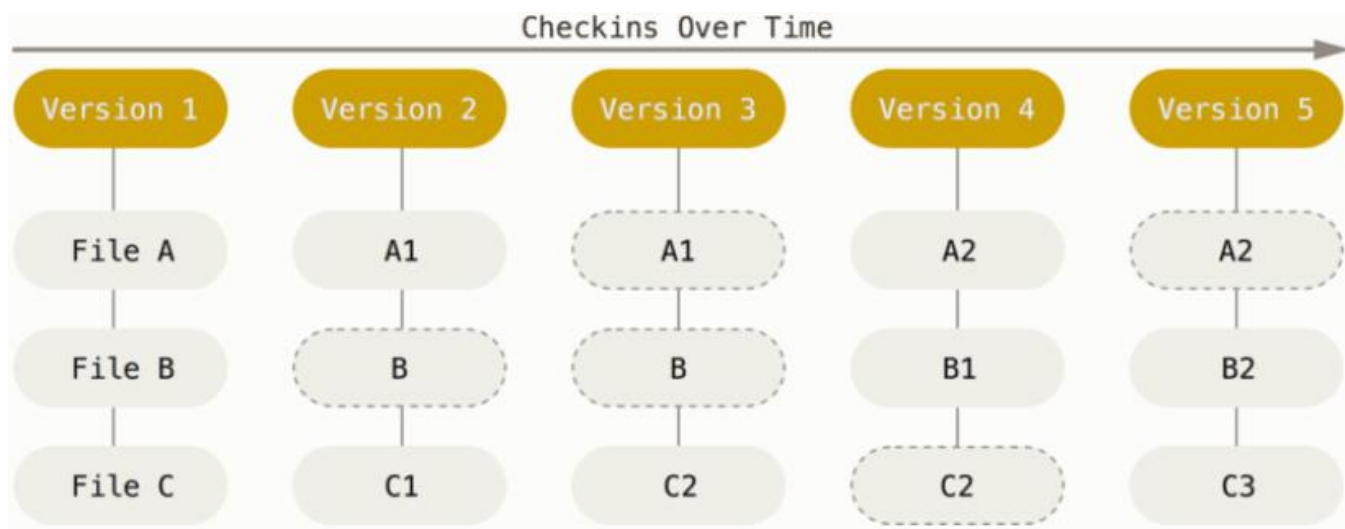 Checkins Over Time
Version 1 Version 2 Version 3 Version 4 Version 5
File A A1 A1 A2 A2
File B B B B1 B2
File C C1 C2 C2 C3